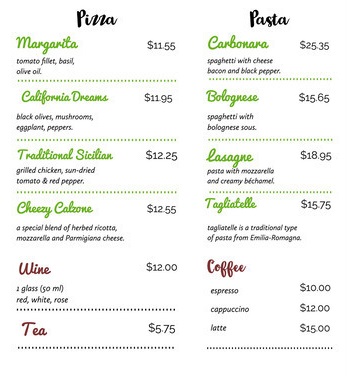 Pizza
Margarita $11.55
tomato fillet, basil,
olive oil.
California Dreams $11.95
black olives, mushrooms,
eggplant, peppers.
Traditional Sicilian $12.25
grilled chicken, sun-dried
tomato & red pepper.
Cheezy Calzone $12.55
a special blend of herbed ricotta,
mozzarella and Parmigiana cheese.
Wine $12.00
1 glass (50 ml)
red, white, rose
Tea $5.75
Pasta
Carbonara $25.35
spaghetti with cheese
bacon and black pepper.
Bolognese $15.65
spaghetti with
bolognese sous.
Lasagne $18.95
pasta with mozzarella
and creamy béchamel.
Tagliatelle $15.75
tagliatelle is a traditional type
of pasta from Emilia-Romagna.
Coffee
espresso $10.00
cappuccino $12.00
latte $15.00